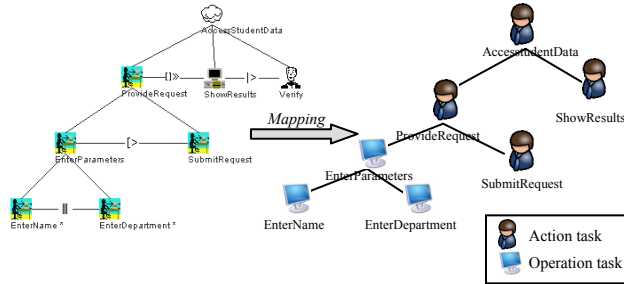 AccessStudentData
AccesstudentData
ProvideRequest
[]»
ShowResults
|>
Verify
ShowResults
Mapping
ProvideRequest
EnterParameters
[>
SubmitRequest
EnterParameters
SubmitRequest
EnterName *
||
EnterDepartment *
EnterName
EnterDepartment
Action task
Operation task